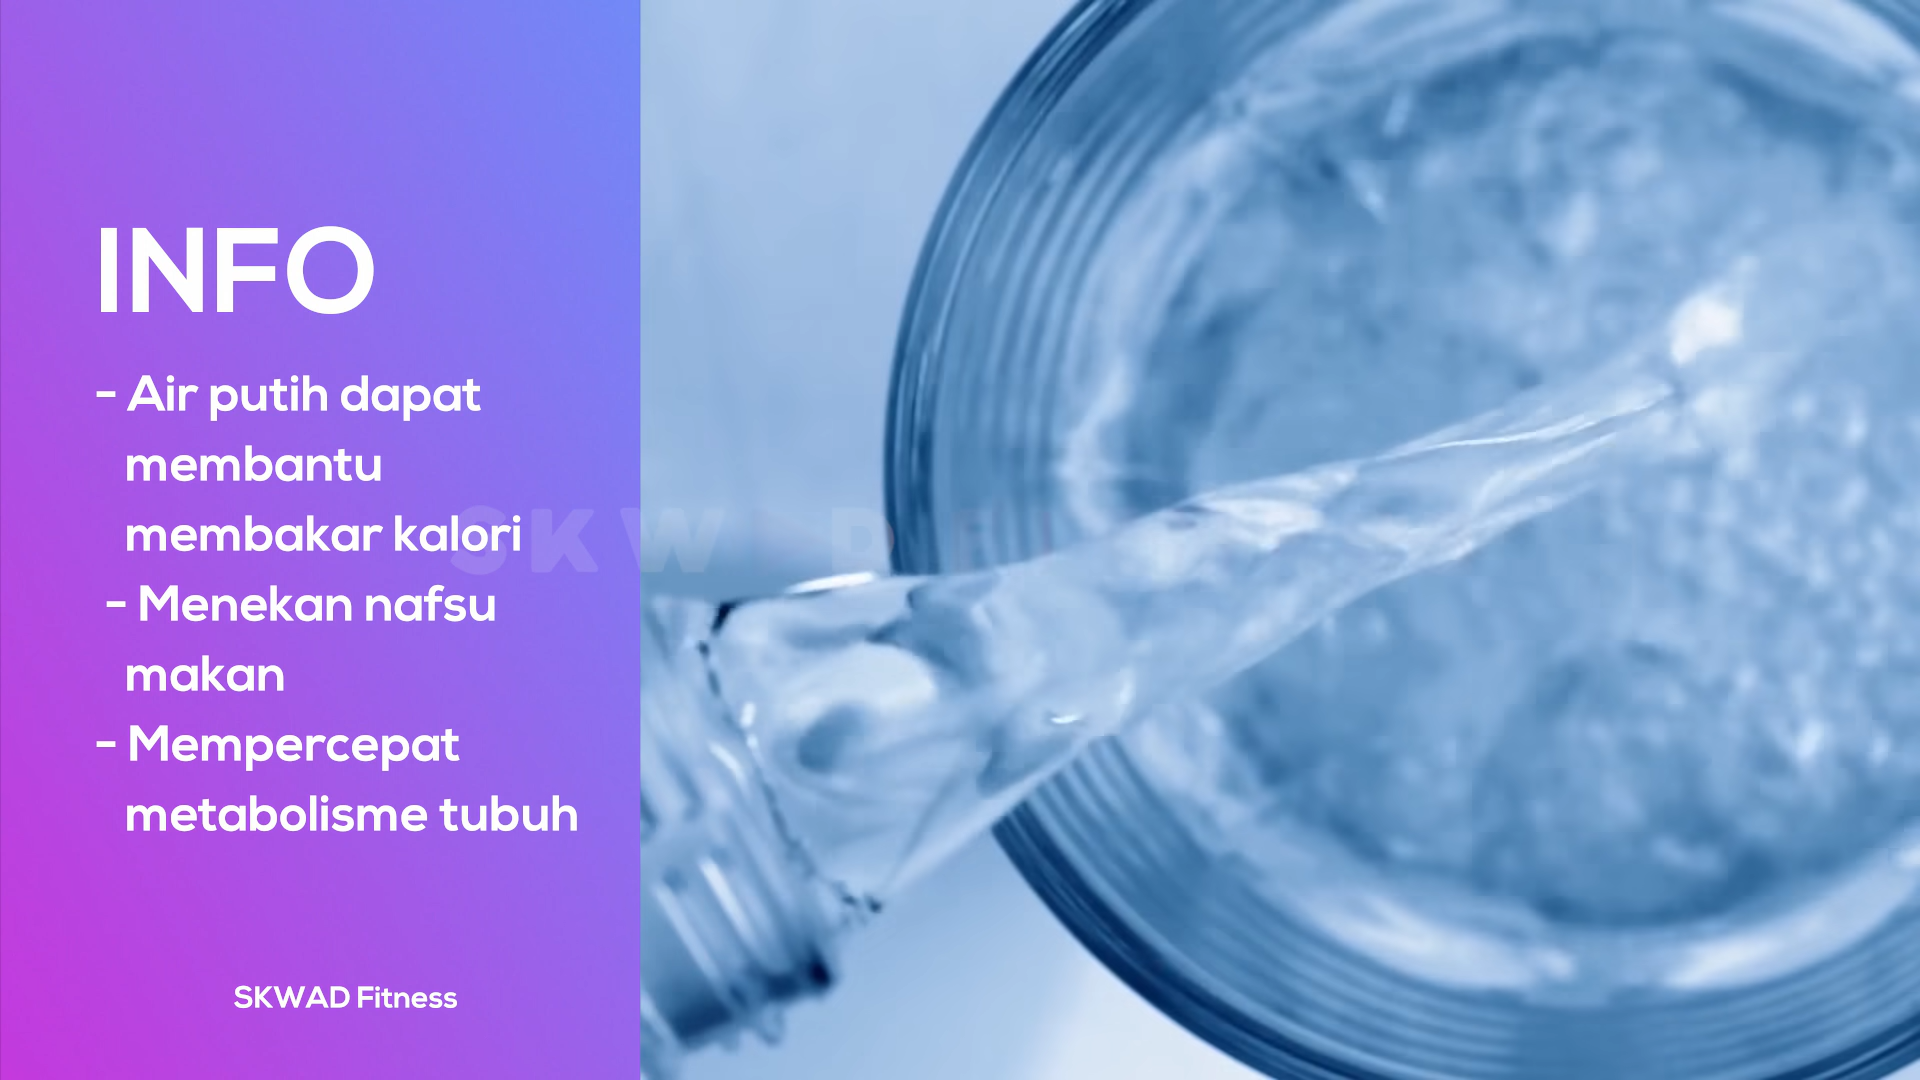 INFO
- Air putih dapat
membantu
membakar kalori
- Menekan nafsu
makan
- Mempercepat
metabolisme tubuh
SKWAD Fitness